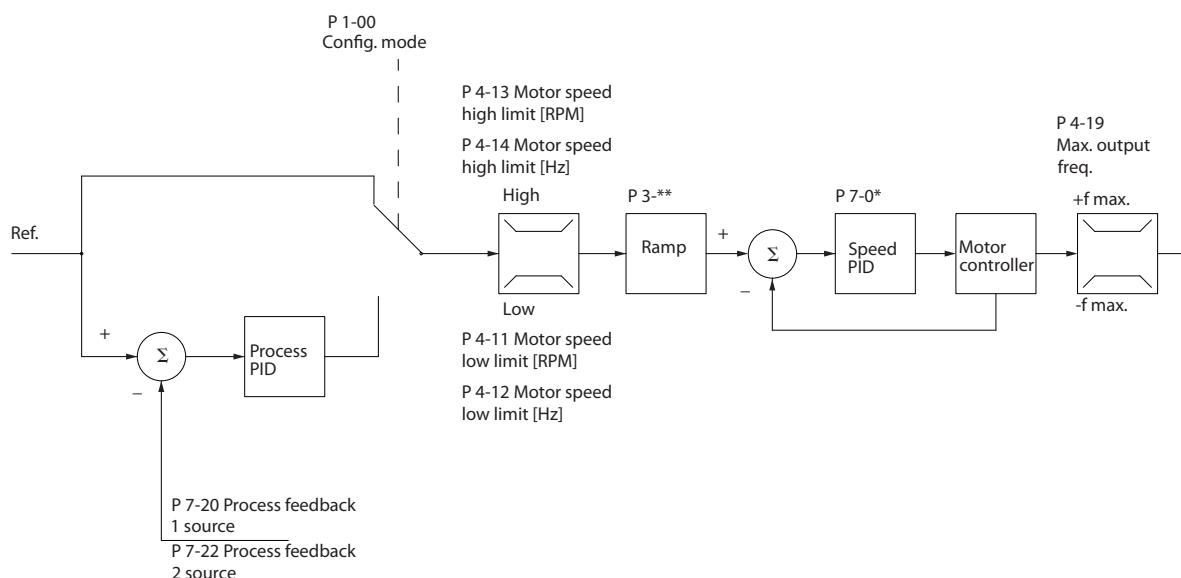 P 1-00
Config. mode
P 4-13 Motor speed
high limit [RPM]
P 4-14 Motor speed
high limit [Hz]
P 4-19
Max. output
freq.
High
P 3-**
P 7-0*
+f max.
Ref.
Ramp
+
Σ
−
Speed
PID
Motor
controller
Low
-f max.
P 4-11 Motor speed
low limit [RPM]
P 4-12 Motor speed
low limit [Hz]
+
Σ
−
Process
PID
P 7-20 Process feedback
1 source
P 7-22 Process feedback
2 source